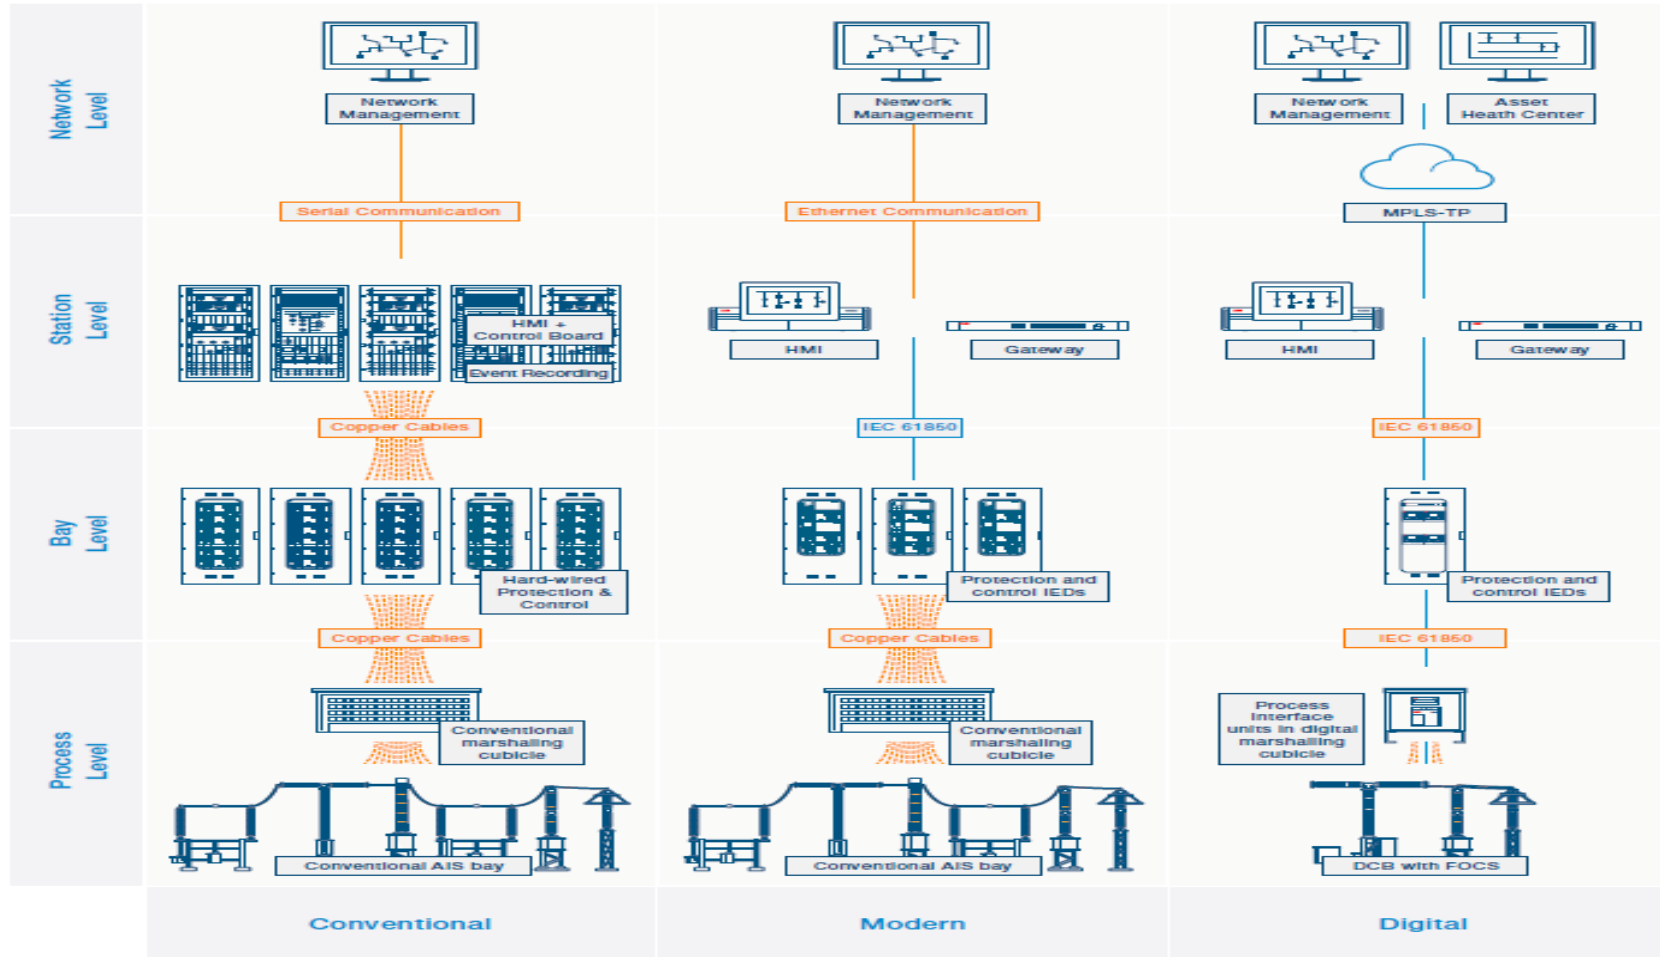 Network
Level
Network
Management
Network
Management
Network
Management
Asset
Heath Center
Serial Communication
Ethernet Communication
MPLS-TP
Station
Level
HMI +
Control Board
Event Recording
HMI
Gateway
HMI
Gateway
Copper Cables
IEC 61850
IEC 61850
Bay
Level
Hard-wired
Protection &
Control
Protection and
control IEDs
Protection and
control IEDs
Copper Cables
Copper Cables
IEC 61850
Process
Level
Conventional
marshaling
cubicle
Conventional
marshaling
cubicle
Process
Interface
units in digital
marshalling
cubicle
Conventional AIS bay
Conventional AIS bay
DCB with FOCS
Conventional
Modern
Digital